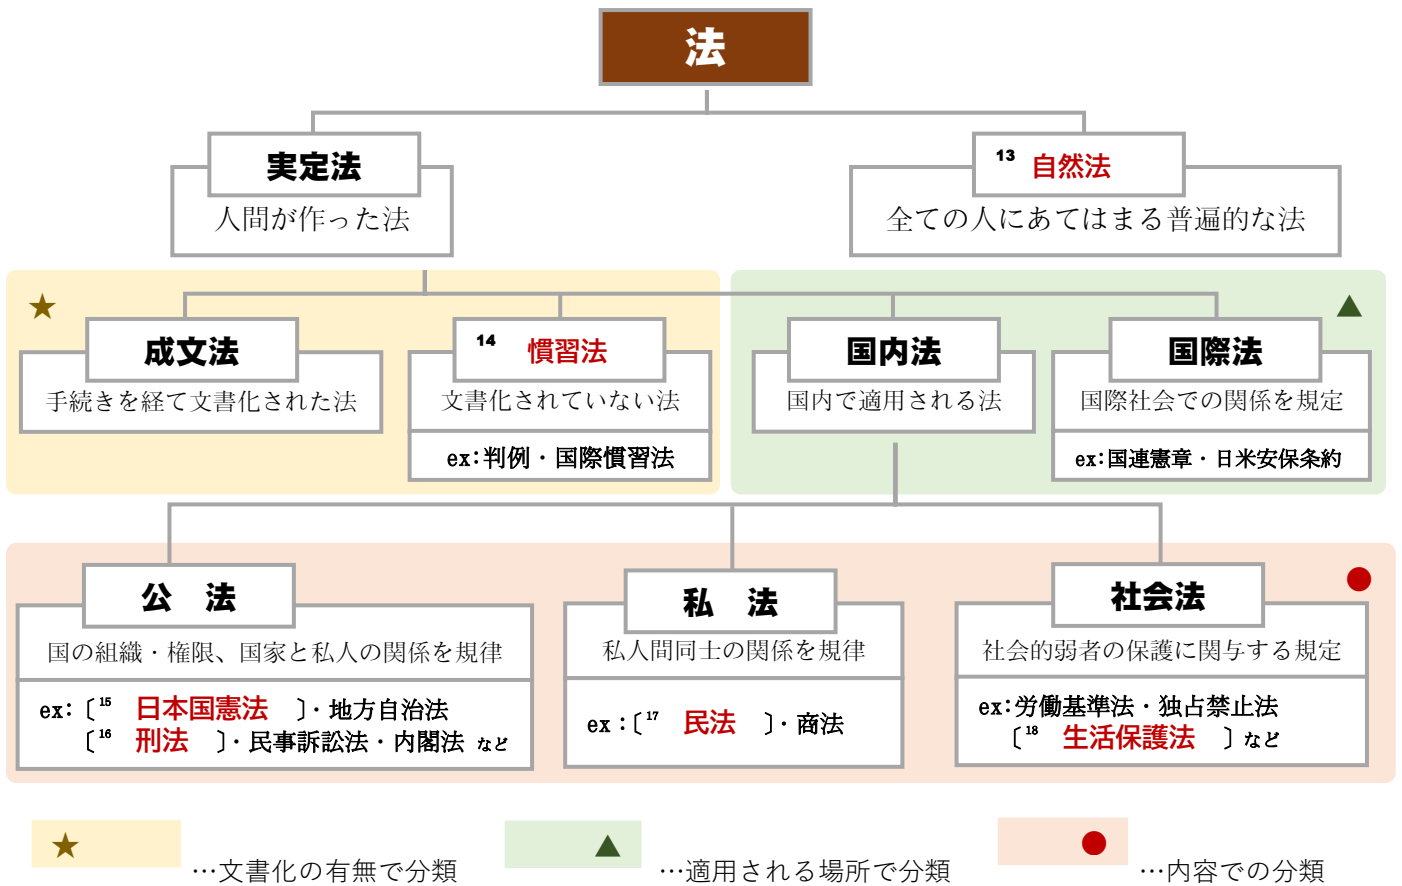 法
実定法
人間が作った法
13 自然法
全ての人にあてはまる普遍的な法
★
成文法
手続きを経て文書化された法
14 慣習法
文書化されていない法
ex:判例・国際慣習法
▲
国内法
国内で適用される法
国際法
国際社会での関係を規定
ex:国連憲章・日米安保条約
公　法
国の組織・権限、国家と私人の関係を規律
ex:〔15 日本国憲法 〕・地方自治法
〔16 刑法 〕・民事訴訟法・内閣法 など
私　法
私人間同士の関係を規律
ex:〔17 民法 〕・商法
●
社会法
社会的弱者の保護に関与する規定
ex:労働基準法・独占禁止法
〔18 生活保護法 〕など
★ …文書化の有無で分類
▲ …適用される場所で分類
● …内容での分類